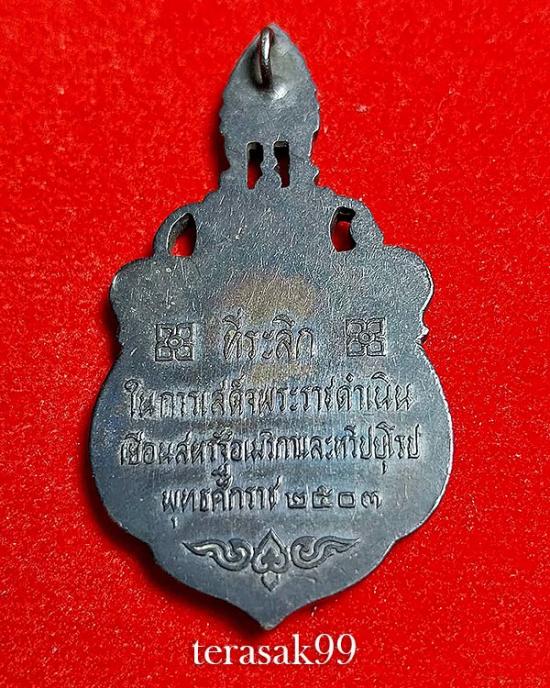 ที่ระลึก
ในการเสด็จพระราชดำเนิน
เยือนสหรัฐอเมริกาและทวีปยุโรป
พุทธศักราช ๒๕๐๓
terasak99